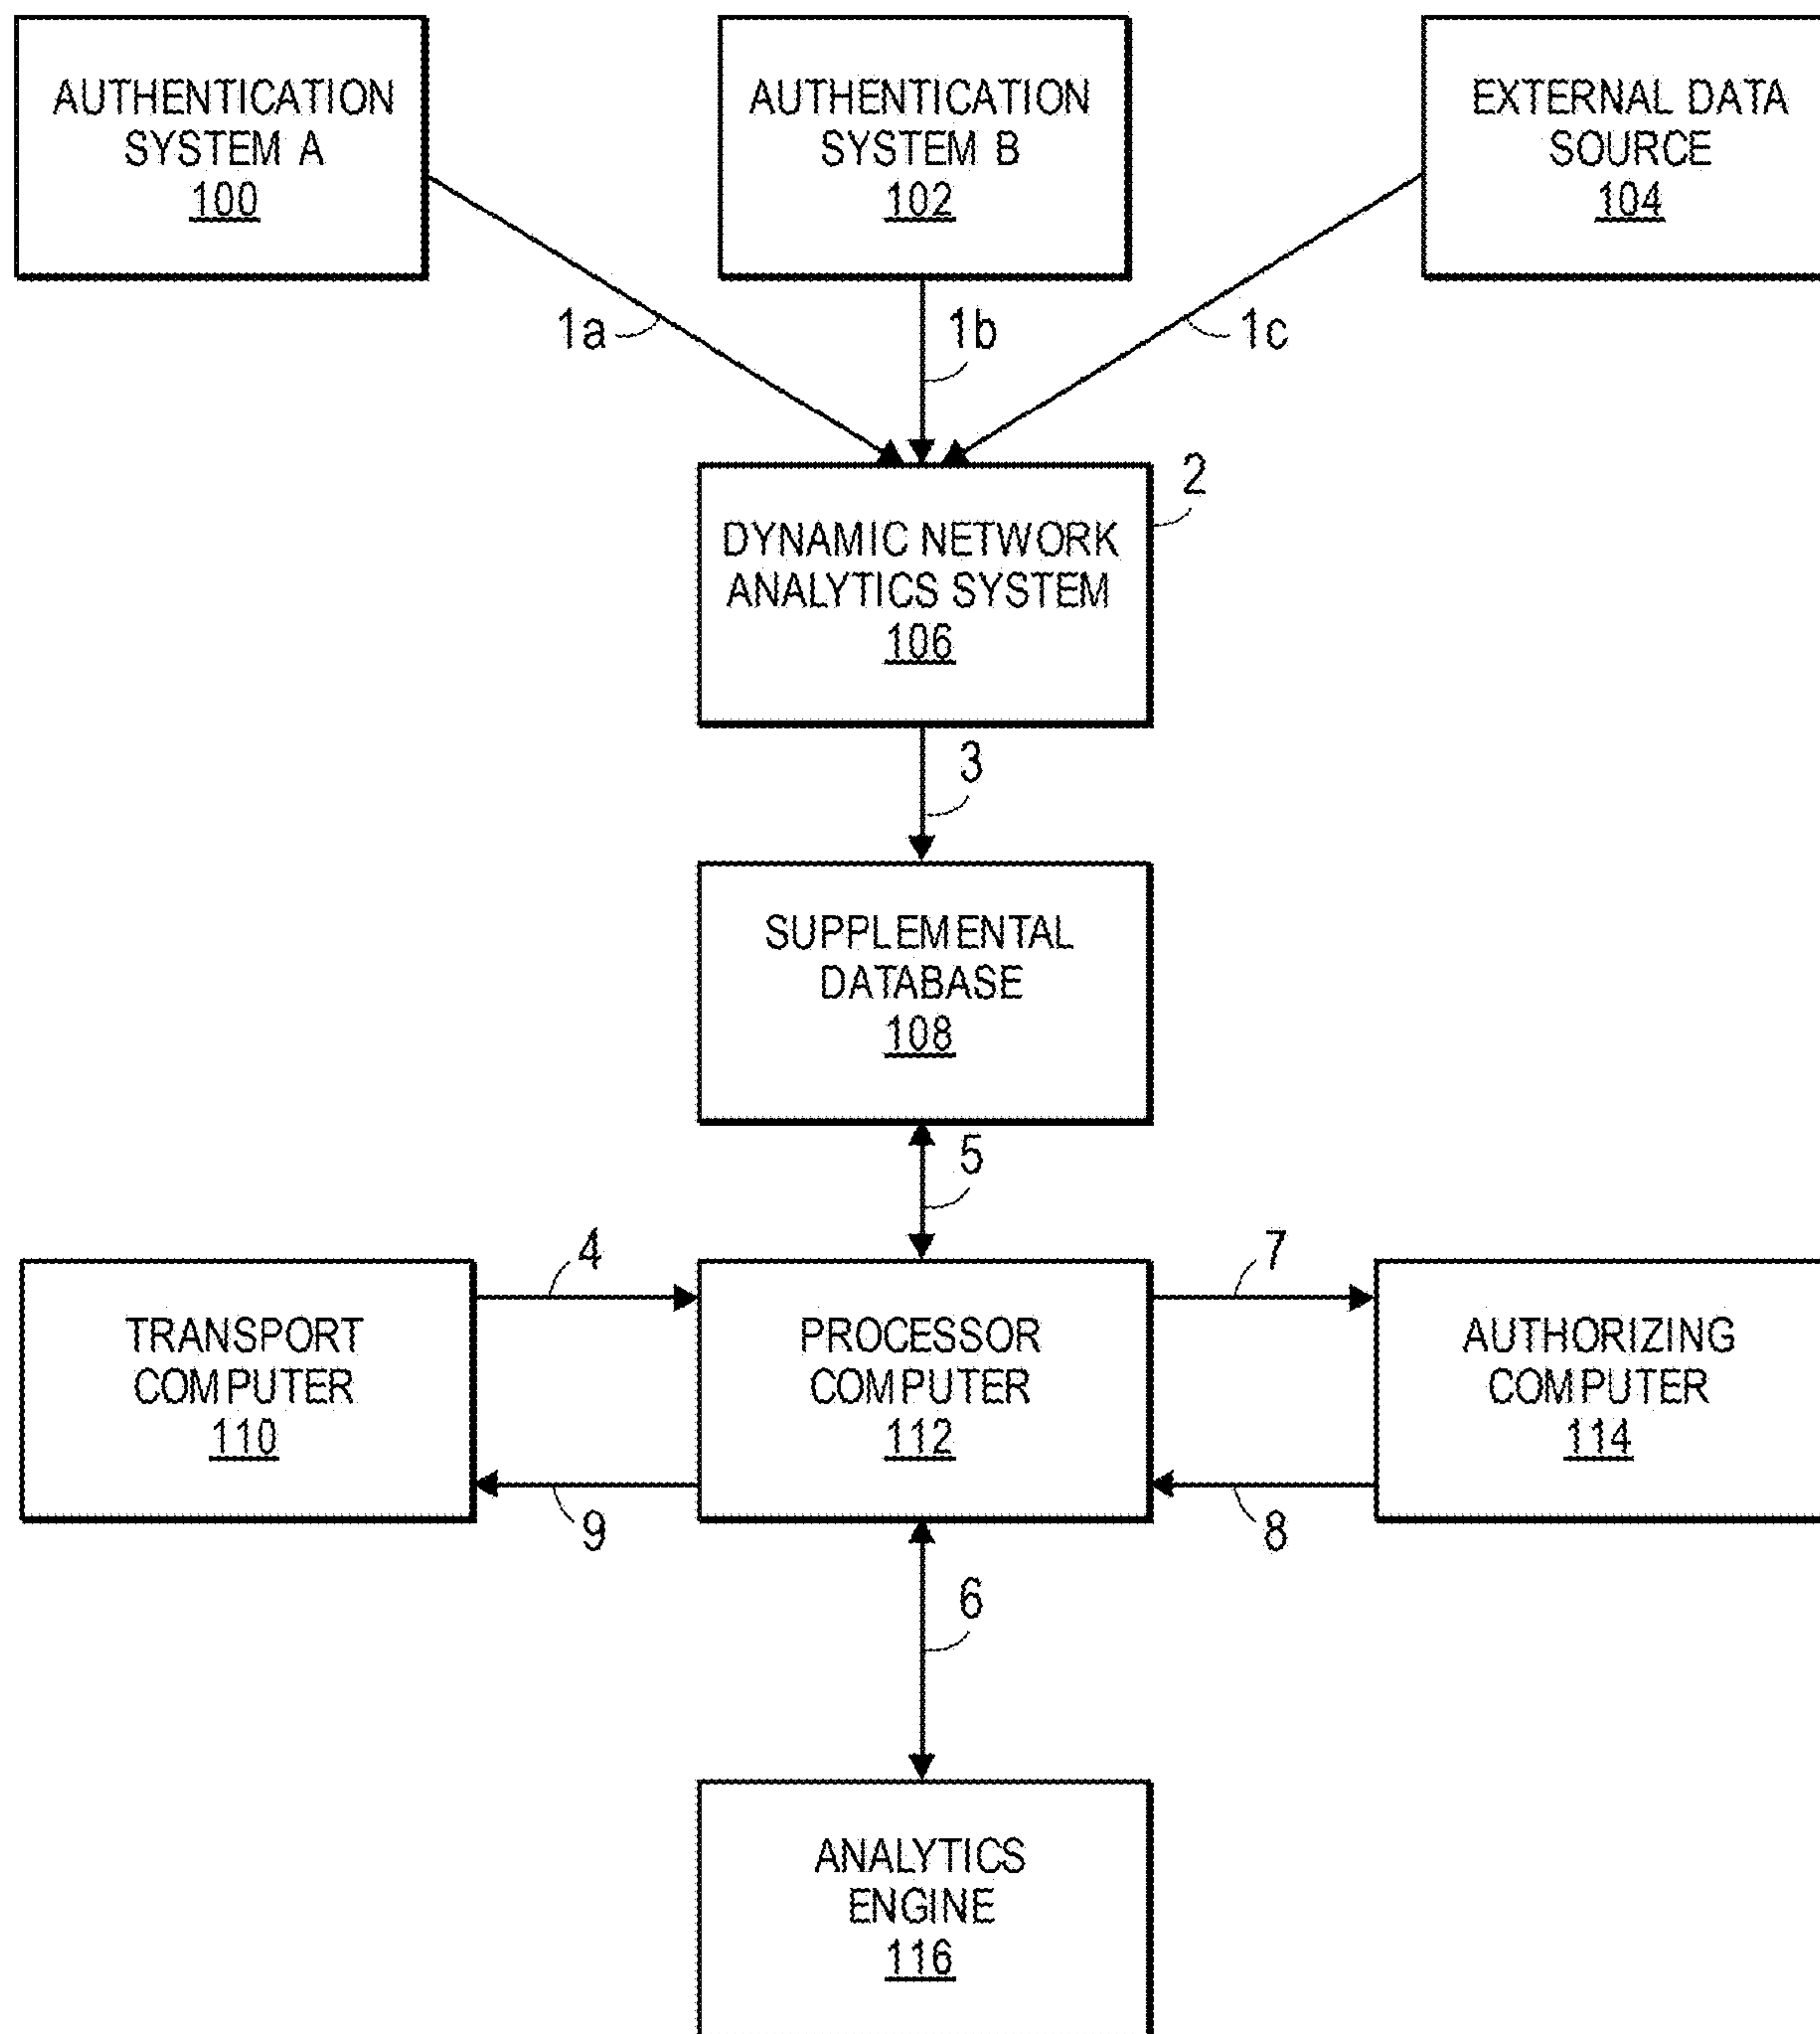 AUTHENTICATION
SYSTEM A
100
AUTHENTICATION
SYSTEM B
102
EXTERNAL DATA
SOURCE
104
1a
1b
1c
2
DYNAMIC NETWORK
ANALYTICS SYSTEM
106
3
SUPPLEMENTAL
DATABASE
108
5
4
7
TRANSPORT
COMPUTER
110
PROCESSOR
COMPUTER
112
AUTHORIZING
COMPUTER
114
9
8
6
ANALYTICS
ENGINE
116